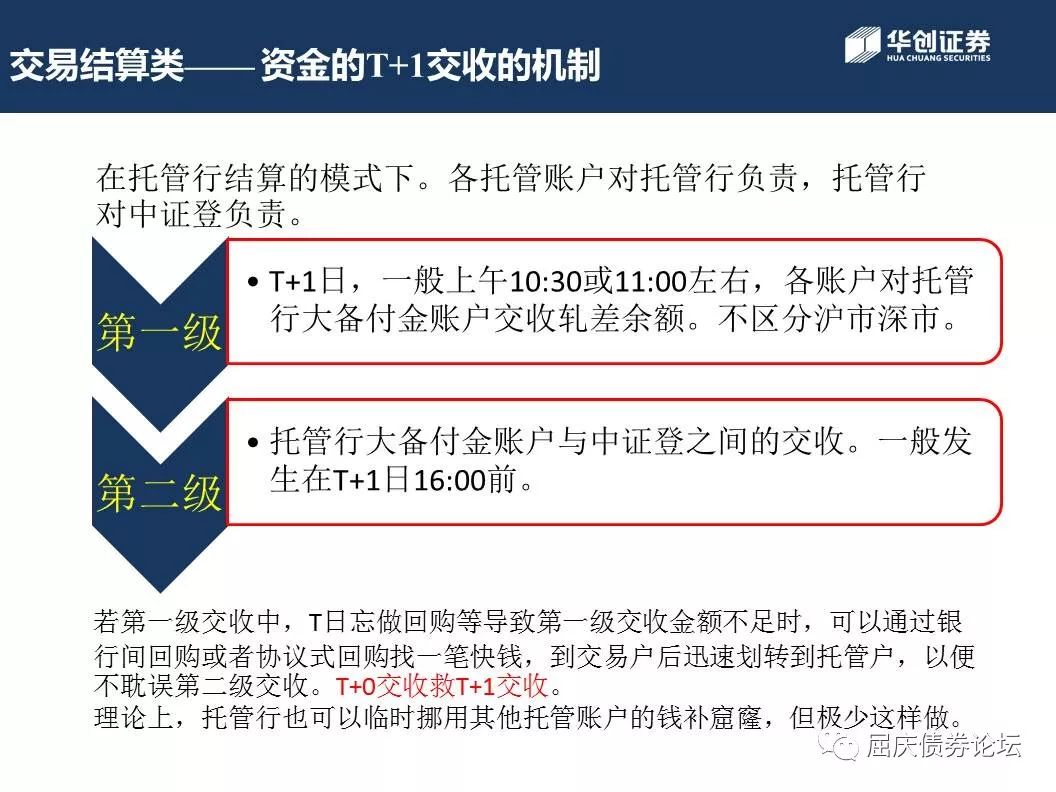 交易结算类——资金的T+1交收的机制
华创证券
HUA CHUANG SECURITIES
在托管行结算的模式下。各托管账户对托管行负责，托管行
对中证登负责。
第一级
• T+1日，一般上午10:30或11:00左右，各账户对托管
行大备付金账户交收轧差余额。不区分沪市深市。
第二级
• 托管行大备付金账户与中证登之间的交收。一般发
生在T+1日16:00前。
若第一级交收中，T日忘做回购等导致第一级交收金额不足时，可以通过银
行间回购或者协议式回购找一笔快钱，到交易户后迅速划转到托管户，以便
不耽误第二级交收。T+0交收救T+1交收。
理论上，托管行也可以临时挪用其他托管账户的钱补窟窿，但极少这样做。
屈庆债券论坛